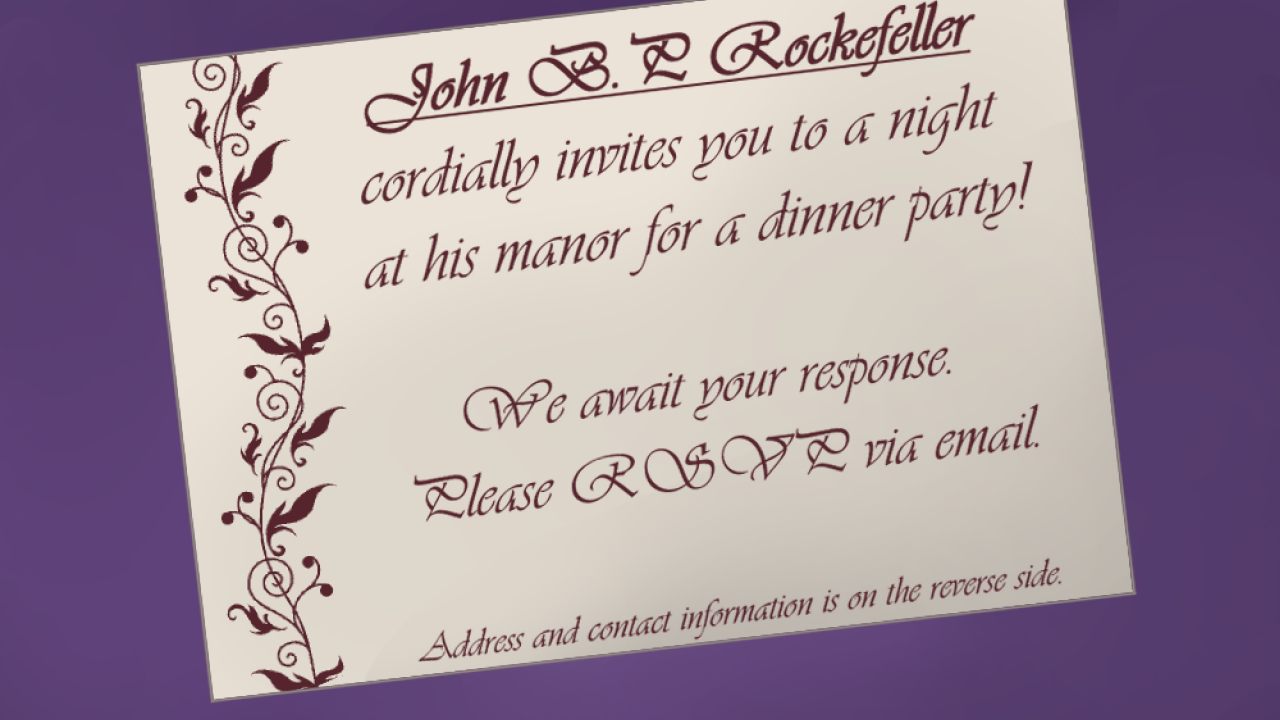 John B. P Rockefeller
cordially invites you to a night
at his manor for a dinner party!
We await your response.
Please RSVP via email.
Address and contact information is on the reverse side.